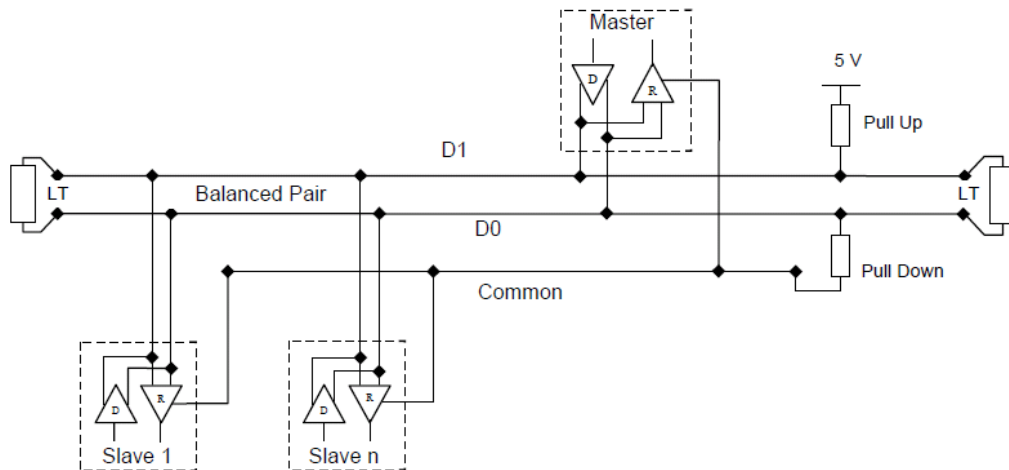 Master
5 V
D
R
Pull Up
D1
LT
Balanced Pair
LT
D0
Pull Down
Common
D
R
D
R
Slave 1
Slave n